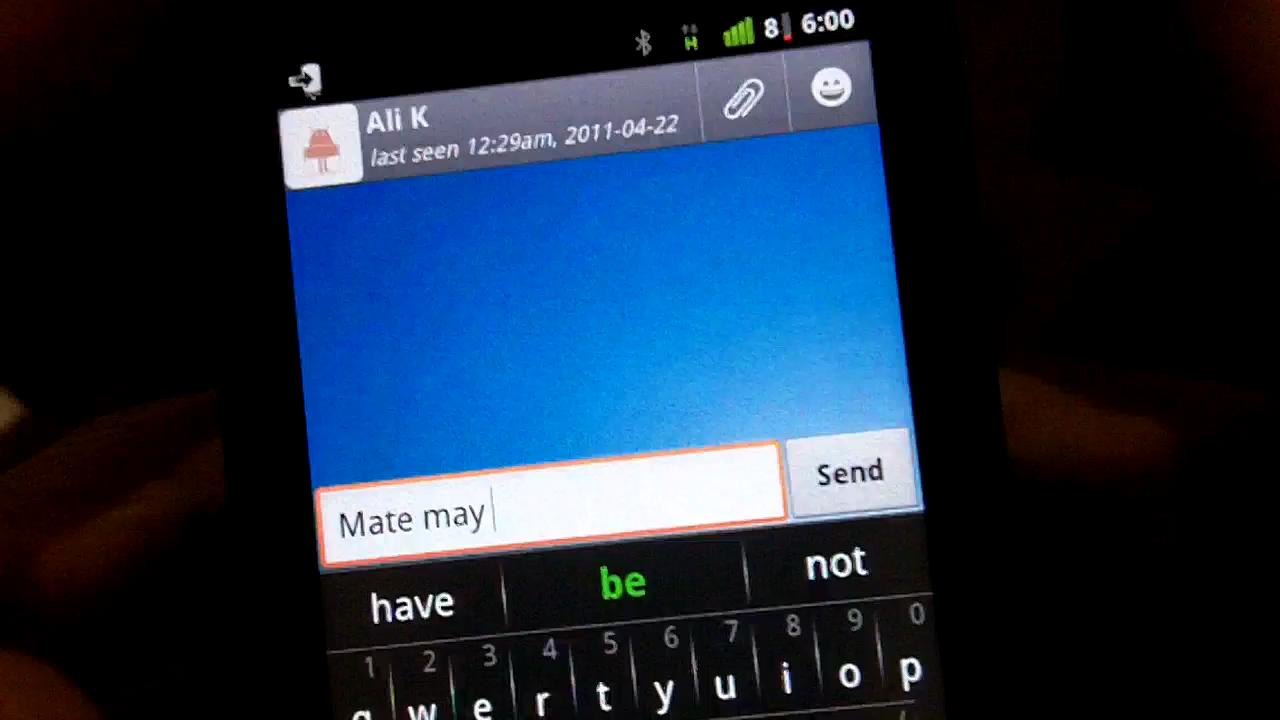 8 6:00
Ali K
last seen 12:29am, 2011-04-22
Mate may
Send
have be not
1 2 3 4 5 6 7 8 9 0
q w e r t y u i o p